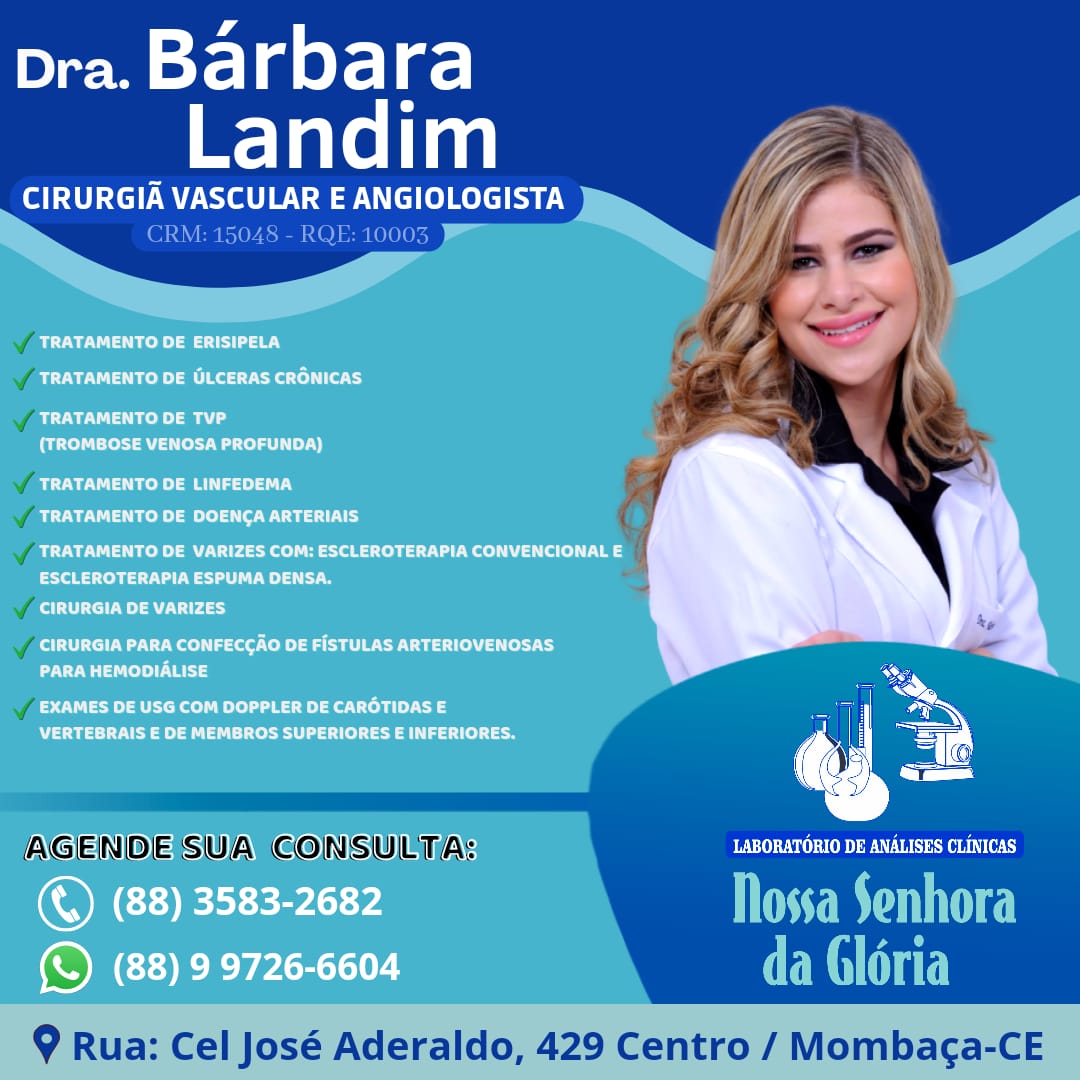 Dra. Bárbara
Landim
CIRURGIÃ VASCULAR E ANGIOLOGISTA
CRM: 15048 - RQE: 10003
TRATAMENTO DE ERISIPELA
TRATAMENTO DE ÚLCERAS CRÔNICAS
TRATAMENTO DE TVP
(TROMBOSE VENOSA PROFUNDA)
TRATAMENTO DE LINFEDEMA
TRATAMENTO DE DOENÇA ARTERIAIS
TRATAMENTO DE VARIZES COM: ESCLEROTERAPIA CONVENCIONAL E
ESCLEROTERAPIA ESPUMA DENSA.
CIRURGIA DE VARIZES
CIRURGIA PARA CONFECÇÃO DE FÍSTULAS ARTERIOVENOSAS
PARA HEMODIÁLISE
EXAMES DE USG COM DOPPLER DE CARÓTIDAS E
VERTEBRAIS E DE MEMBROS SUPERIORES E INFERIORES.
AGENDE SUA CONSULTA:
(88) 3583-2682
(88) 9 9726-6604
Dra.
LABORATÓRIO DE ANÁLISES CLÍNICAS
Nossa Senhora
da Glória
Rua: Cel José Aderaldo, 429 Centro / Mombaça-CE